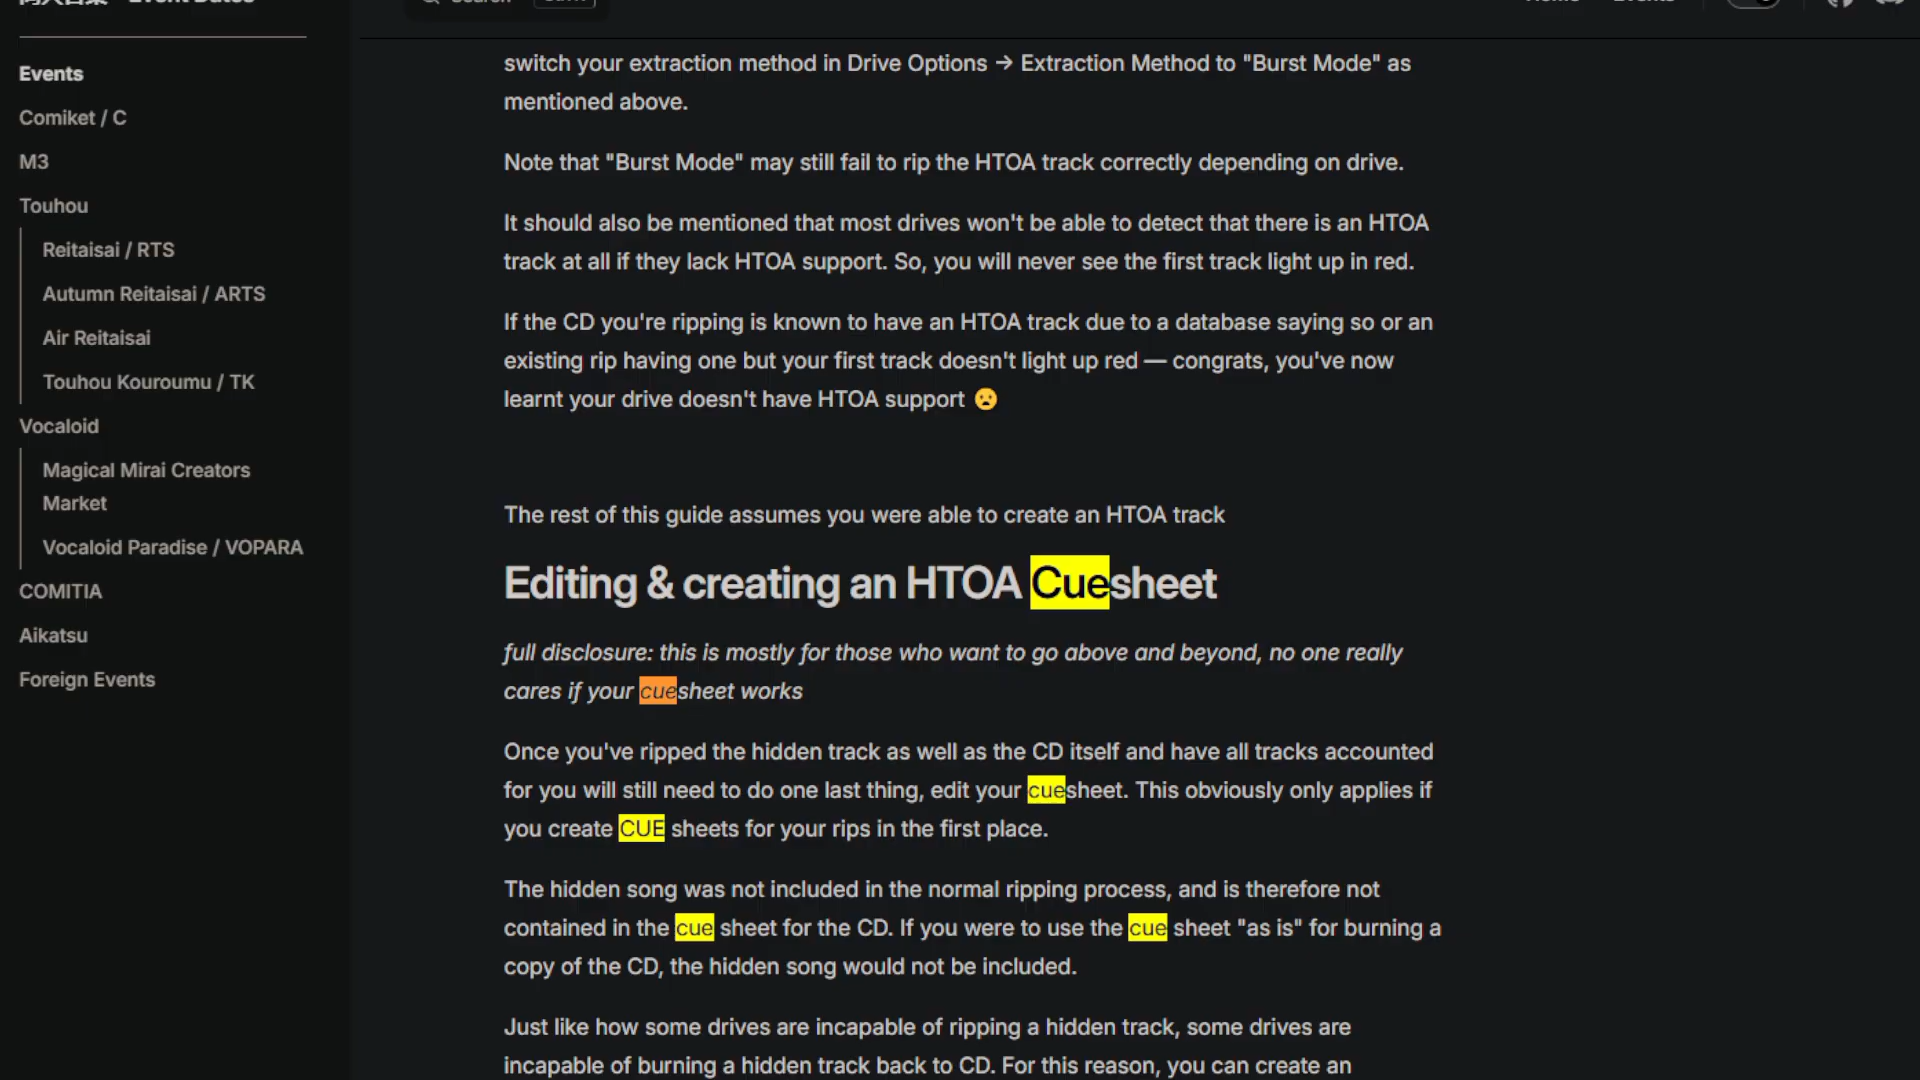 Events
Comiket / C
M3
Touhou
Reitaisai / RTS
Autumn Reitaisai / ARTS
Air Reitaisai
Touhou Kouroumu / TK
Vocaloid
Magical Mirai Creators
Market
Vocaloid Paradise / VOPARA
COMITIA
Aikatsu
Foreign Events
switch your extraction method in Drive Options → Extraction Method to "Burst Mode" as
mentioned above.
Note that "Burst Mode" may still fail to rip the HTOA track correctly depending on drive.
It should also be mentioned that most drives won't be able to detect that there is an HTOA
track at all if they lack HTOA support. So, you will never see the first track light up in red.
If the CD you're ripping is known to have an HTOA track due to a database saying so or an
existing rip having one but your first track doesn't light up red — congrats, you've now
learnt your drive doesn't have HTOA support 😦
The rest of this guide assumes you were able to create an HTOA track
Editing & creating an HTOA Cuesheet
full disclosure: this is mostly for those who want to go above and beyond, no one really
cares if your cuesheet works
Once you've ripped the hidden track as well as the CD itself and have all tracks accounted
for you will still need to do one last thing, edit your cuesheet. This obviously only applies if
you create CUE sheets for your rips in the first place.
The hidden song was not included in the normal ripping process, and is therefore not
contained in the cue sheet for the CD. If you were to use the cue sheet "as is" for burning a
copy of the CD, the hidden song would not be included.
Just like how some drives are incapable of ripping a hidden track, some drives are
incapable of burning a hidden track back to CD. For this reason, you can create an